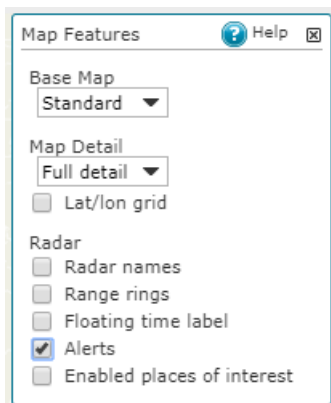 Map Features ? Help
Base Map
Standard
Map Detail
Full detail
Lat/lon grid
Radar
Radar names
Range rings
Floating time label
Alerts
Enabled places of interest